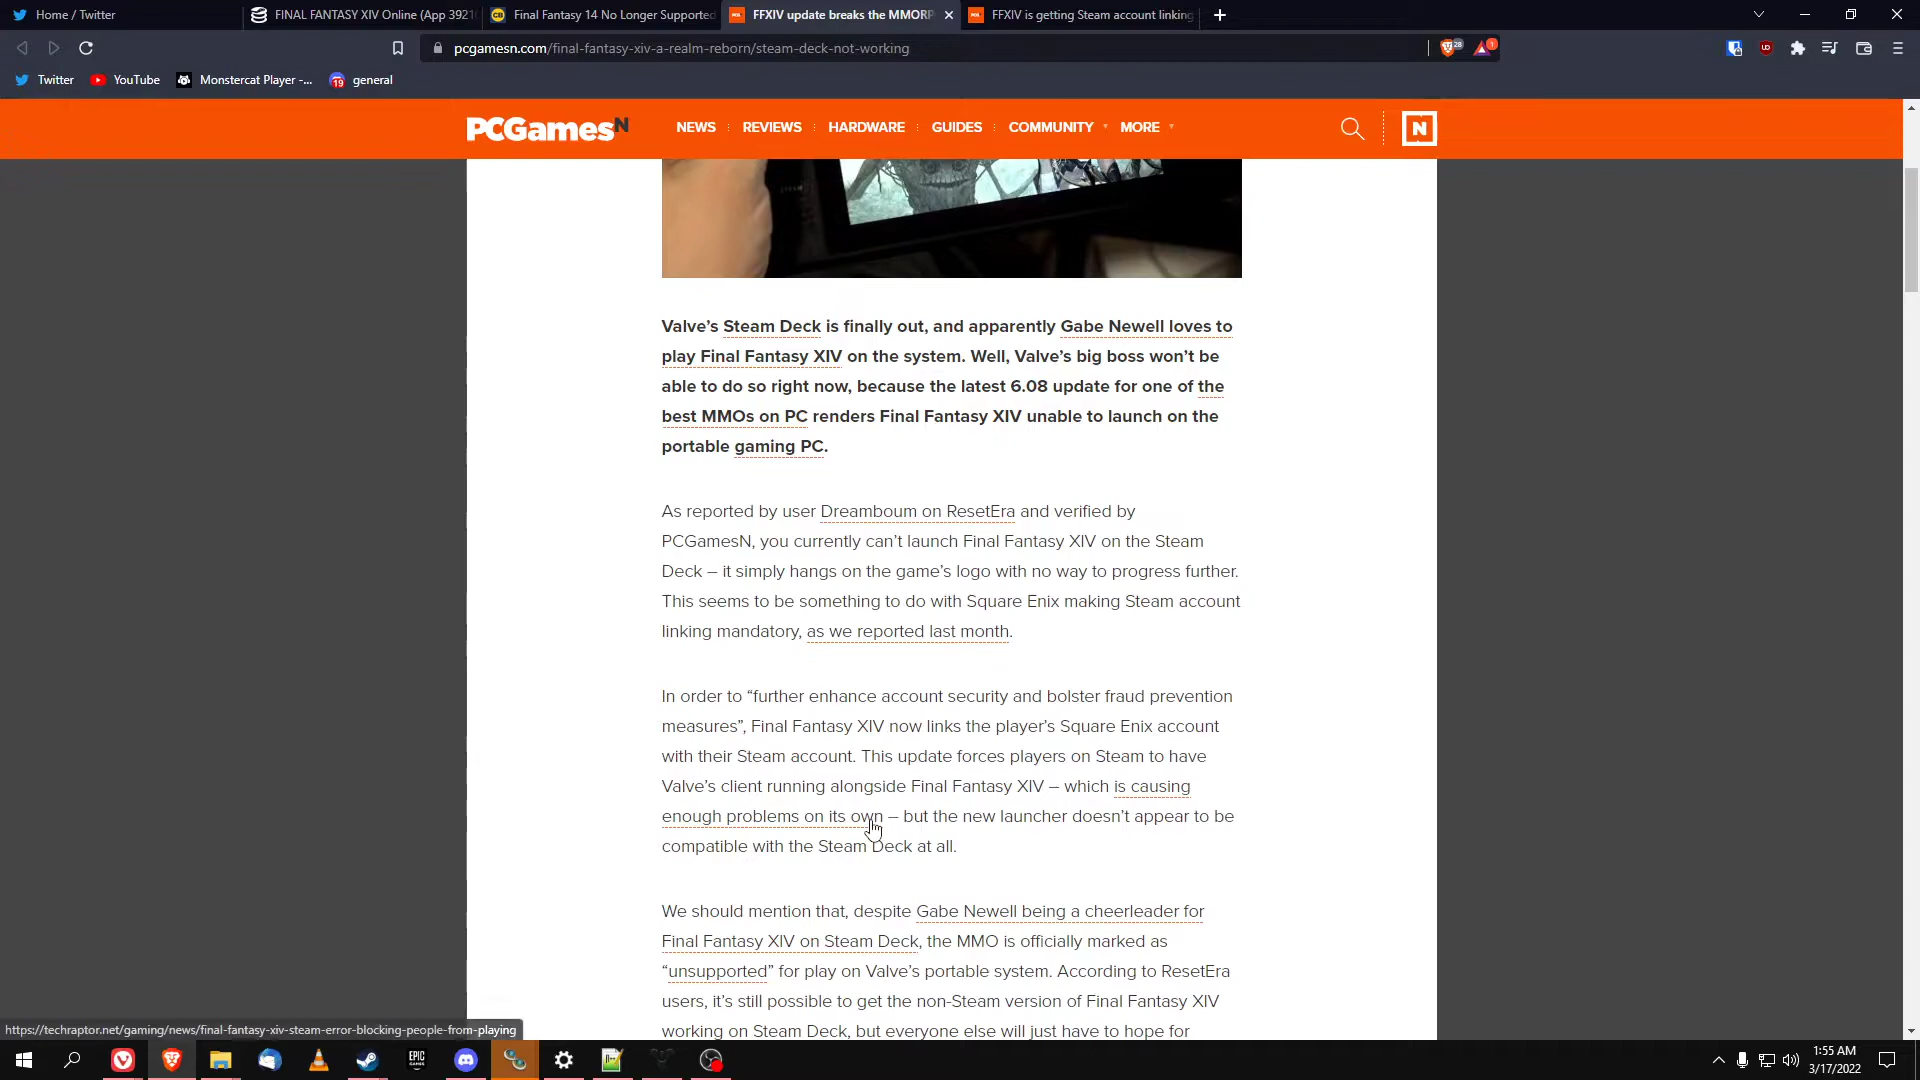 Home / Twitter
FINAL FANTASY XIV Online (App 3921
Final Fantasy 14 No Longer Supported
FFXIV update breaks the MMORP
FFXIV is getting Steam account linking
pcgamesn.com/final-fantasy-xiv-a-realm-reborn/steam-deck-not-working
28
1
Twitter
YouTube
Monstercat Player -...
19
general
PCGamesN
NEWS
REVIEWS
HARDWARE
GUIDES
COMMUNITY
MORE
N
Valve’s Steam Deck is finally out, and apparently Gabe Newell loves to
play Final Fantasy XIV on the system. Well, Valve’s big boss won’t be
able to do so right now, because the latest 6.08 update for one of the
best MMOs on PC renders Final Fantasy XIV unable to launch on the
portable gaming PC.
As reported by user Dreamboum on ResetEra and verified by
PCGamesN, you currently can’t launch Final Fantasy XIV on the Steam
Deck – it simply hangs on the game’s logo with no way to progress further.
This seems to be something to do with Square Enix making Steam account
linking mandatory, as we reported last month.
In order to “further enhance account security and bolster fraud prevention
measures”, Final Fantasy XIV now links the player’s Square Enix account
with their Steam account. This update forces players on Steam to have
Valve’s client running alongside Final Fantasy XIV – which is causing
enough problems on its own – but the new launcher doesn’t appear to be
compatible with the Steam Deck at all.
We should mention that, despite Gabe Newell being a cheerleader for
Final Fantasy XIV on Steam Deck, the MMO is officially marked as
“unsupported” for play on Valve’s portable system. According to ResetEra
users, it’s still possible to get the non-Steam version of Final Fantasy XIV
working on Steam Deck, but everyone else will just have to hope for
https://techraptor.net/gaming/news/final-fantasy-xiv-steam-error-blocking-people-from-playing
EPIC
GAMES
1:55 AM
3/17/2022